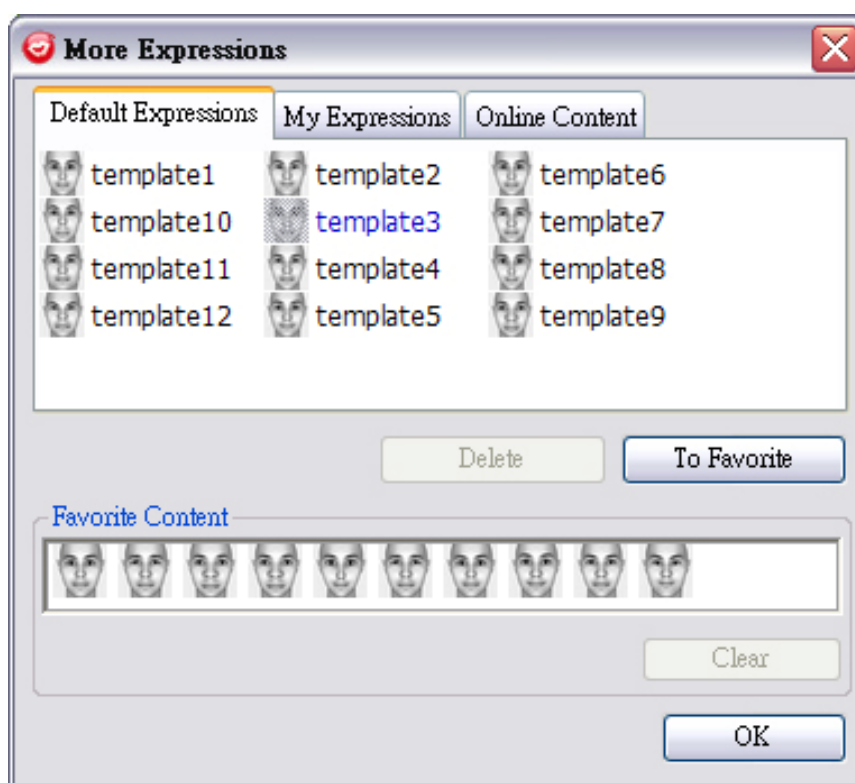 More Expressions
Default Expressions My Expressions Online Content
template1 template2 template6
template10 template3 template7
template11 template4 template8
template12 template5 template9
Delete To Favorite
Favorite Content
Clear
OK